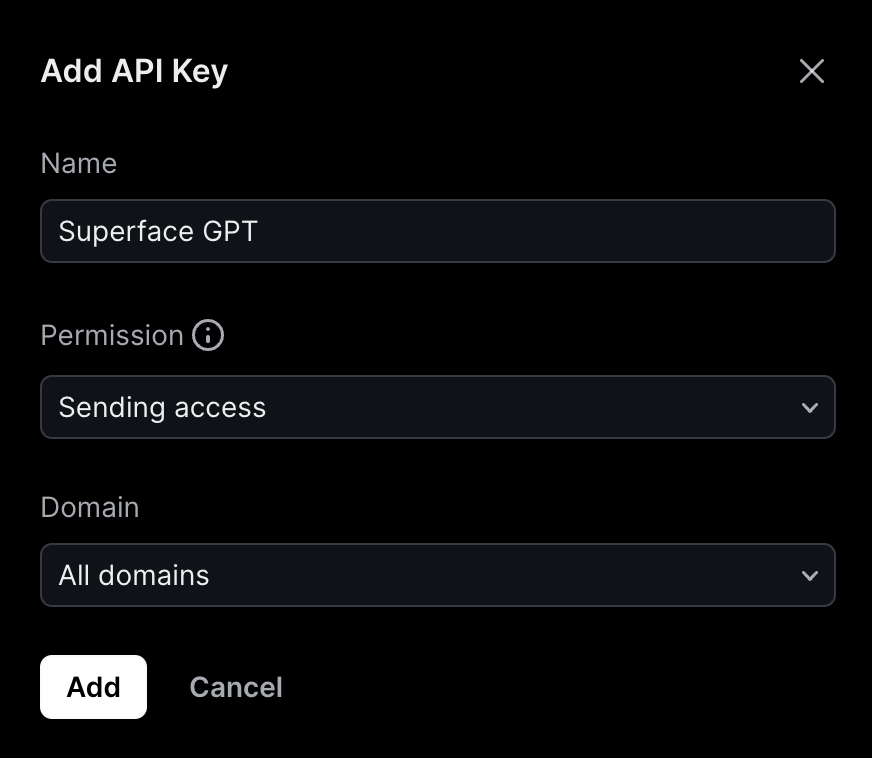 Add API Key
Name
Superface GPT
Permission
Sending access
Domain
All domains
Add
Cancel